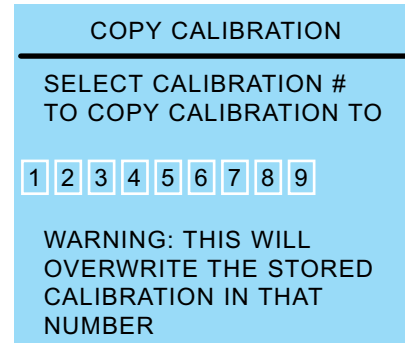 COPY CALIBRATION
SELECT CALIBRATION #
TO COPY CALIBRATION TO
1 2 3 4 5 6 7 8 9
WARNING: THIS WILL
OVERWRITE THE STORED
CALIBRATION IN THAT
NUMBER